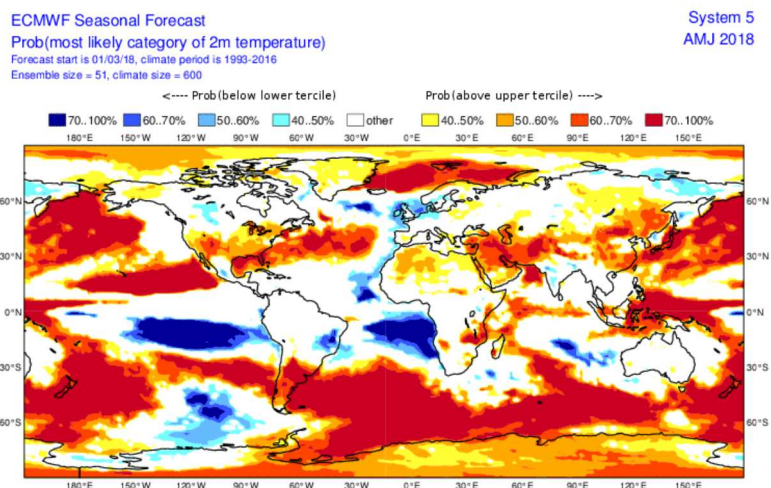 ECMWF Seasonal Forecast
System 5
Prob(most likely category of 2m temperature)
AMJ 2018
Forecast start is 01/03/18, climate period is 1993-2016
Ensemble size = 51, climate size = 600
<---- Prob(below lower tercile)
Prob(above upper tercile) ---->
70..100% 60..70% 50..60% 40..50% other 40..50% 50..60% 60..70% 70..100%
180°E 150°W 120°W 90°W 60°W 30°W 0°E 30°E 60°E 90°E 120°E 150°E
60°N 60°N
30°N 30°N
0°N 0°N
30°S 30°S
60°S 60°S
180°E 150°W 120°W 90°W 60°W 30°W 0°E 30°E 60°E 90°E 120°E 150°E